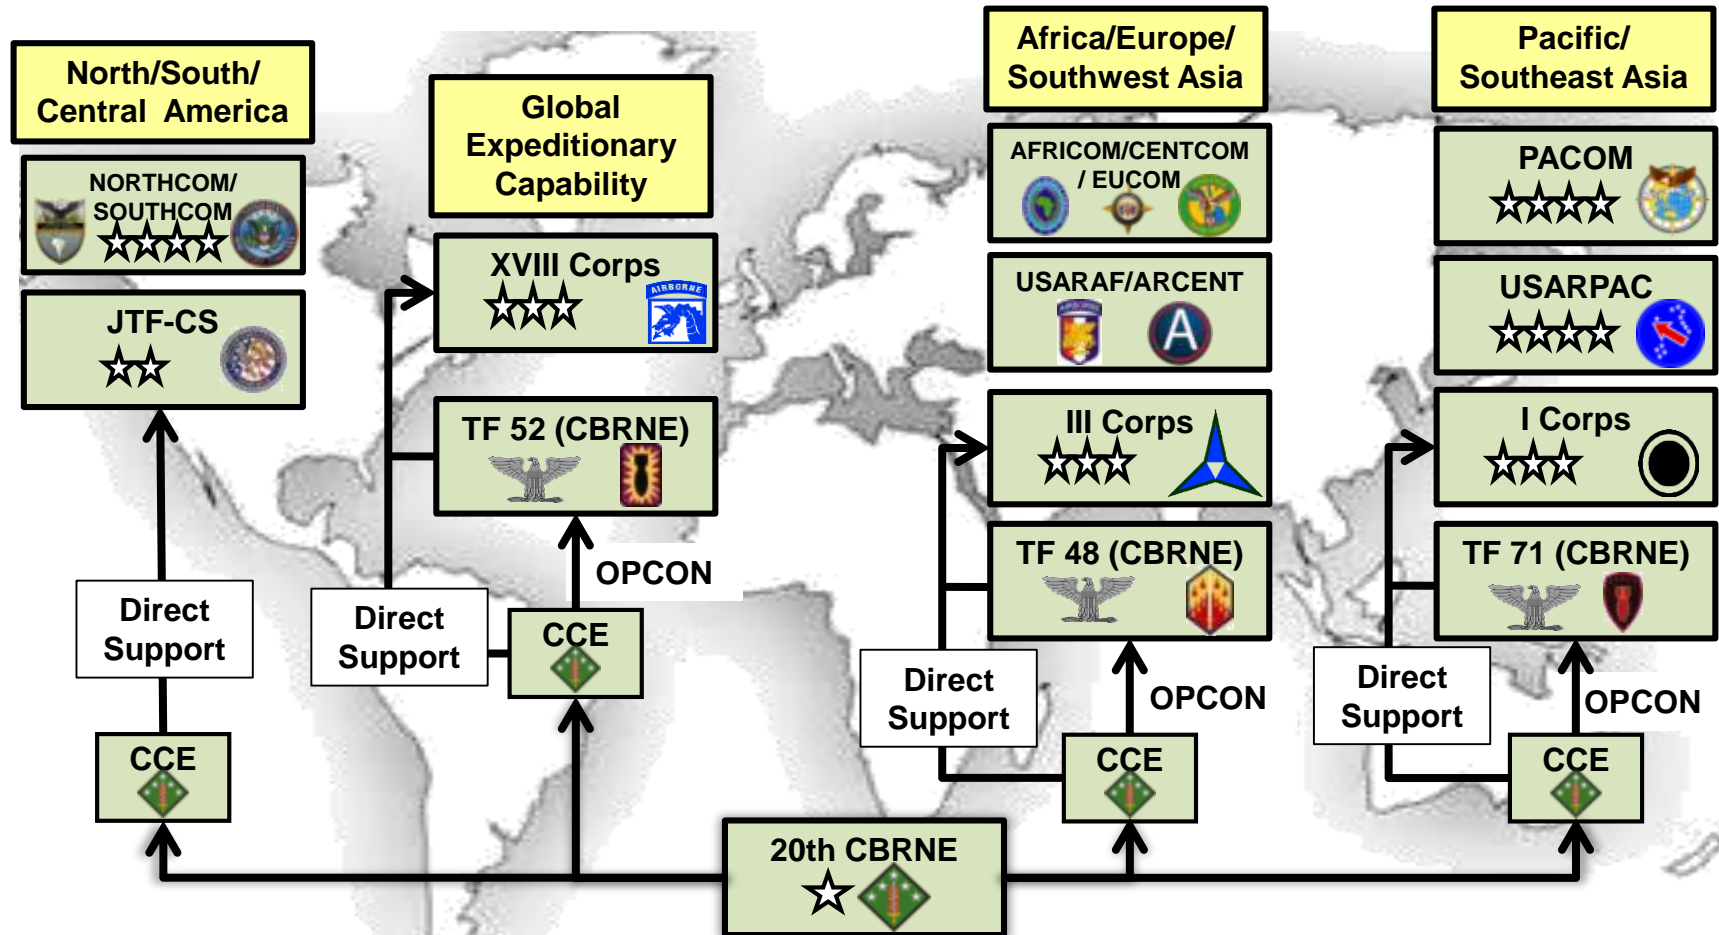 North/South/
Central America
NORTHCOM/
SOUTHCOM
JTF-CS
Direct
Support
CCE
Global
Expeditionary
Capability
XVIII Corps
AIRBORNE
TF 52 (CBRNE)
OPCON
Direct
Support
CCE
20th CBRNE
Africa/Europe/
Southwest Asia
AFRICOM/CENTCOM
/ EUCOM
USARAF/ARCENT
A
III Corps
TF 48 (CBRNE)
Direct
Support
OPCON
CCE
Pacific/
Southeast Asia
PACOM
USARPAC
I Corps
TF 71 (CBRNE)
Direct
Support
OPCON
CCE